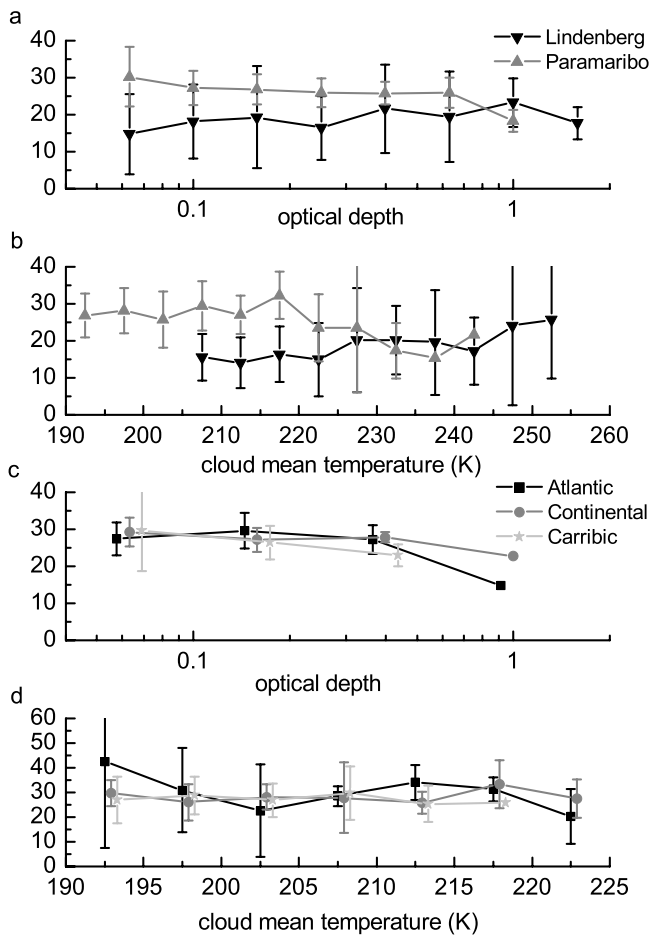 a
40
30
20
10
0
Lindenberg
Paramaribo
0.1
1
optical depth
b
40
30
20
10
0
190 200 210 220 230 240 250 260
cloud mean temperature (K)
c
40
30
20
10
0
Atlantic
Continental
Carribic
0.1
1
optical depth
d
60
50
40
30
20
10
0
190 195 200 205 210 215 220 225
cloud mean temperature (K)